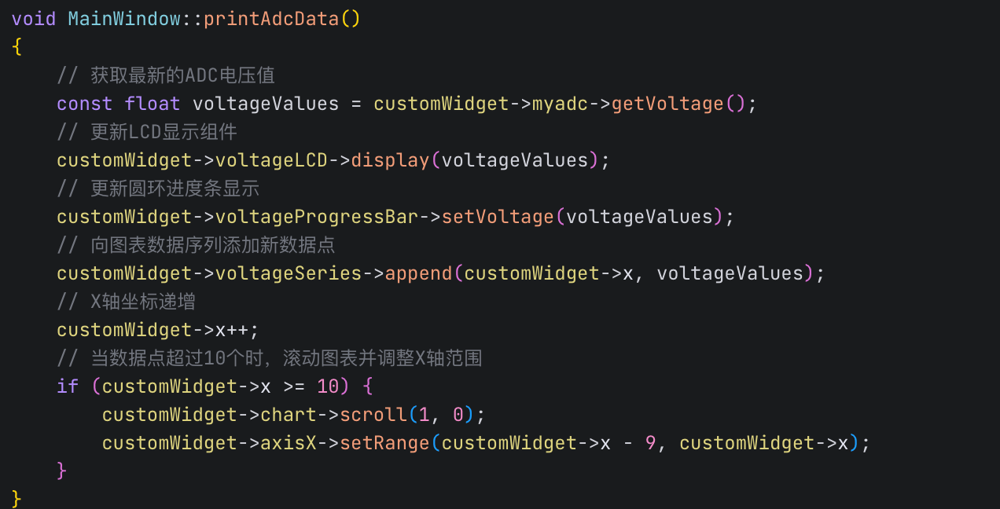 void MainWindow::printAdcData()
{
    // 获取最新的ADC电压值
    const float voltageValues = customWidget->myadc->getVoltage();
    // 更新LCD显示组件
    customWidget->voltageLCD->display(voltageValues);
    // 更新圆环进度条显示
    customWidget->voltageProgressBar->setVoltage(voltageValues);
    // 向图表数据序列添加新数据点
    customWidget->voltageSeries->append(customWidget->x, voltageValues);
    // X轴坐标递增
    customWidget->x++;
    // 当数据点超过10个时，滚动图表并调整X轴范围
    if (customWidget->x >= 10) {
        customWidget->chart->scroll(1, 0);
        customWidget->axisX->setRange(customWidget->x - 9, customWidget->x);
    }
}